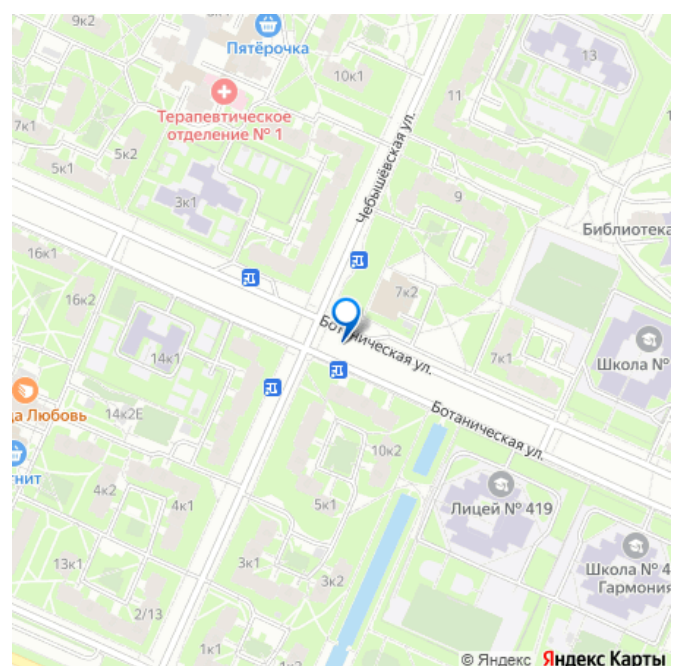 9к2
Пятёрочка
13
10к1
11
Терапевтическое
отделение № 1
7к1
5к2
5к1
Чебышёвская ул.
3к1
9
Библиотека
16к1
7к2
16к2
Ботаническая ул.
14к1
7к1
Школа №
а Любовь
14к2Е
Ботаническая ул.
10к2
гнит
4к2
4к1
5к1
Лицей № 419
13к1
3к1
3к2
Школа № 4
Гармония
2/13
1к1
1к2
© Яндекс Яндекс Карты